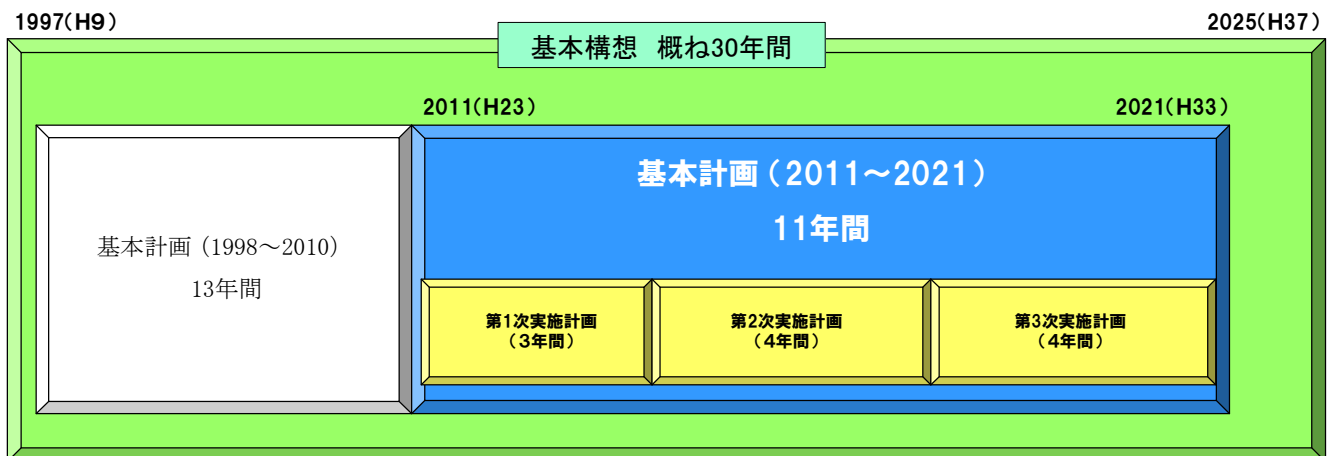 1997(H9)
2025(H37)
基本構想　概ね30年間
2011(H23)
2021(H33)
基本計画（1998～2010）
13年間
基本計画（2011～2021）
11年間
第1次実施計画
（3年間）
第2次実施計画
（4年間）
第3次実施計画
（4年間）